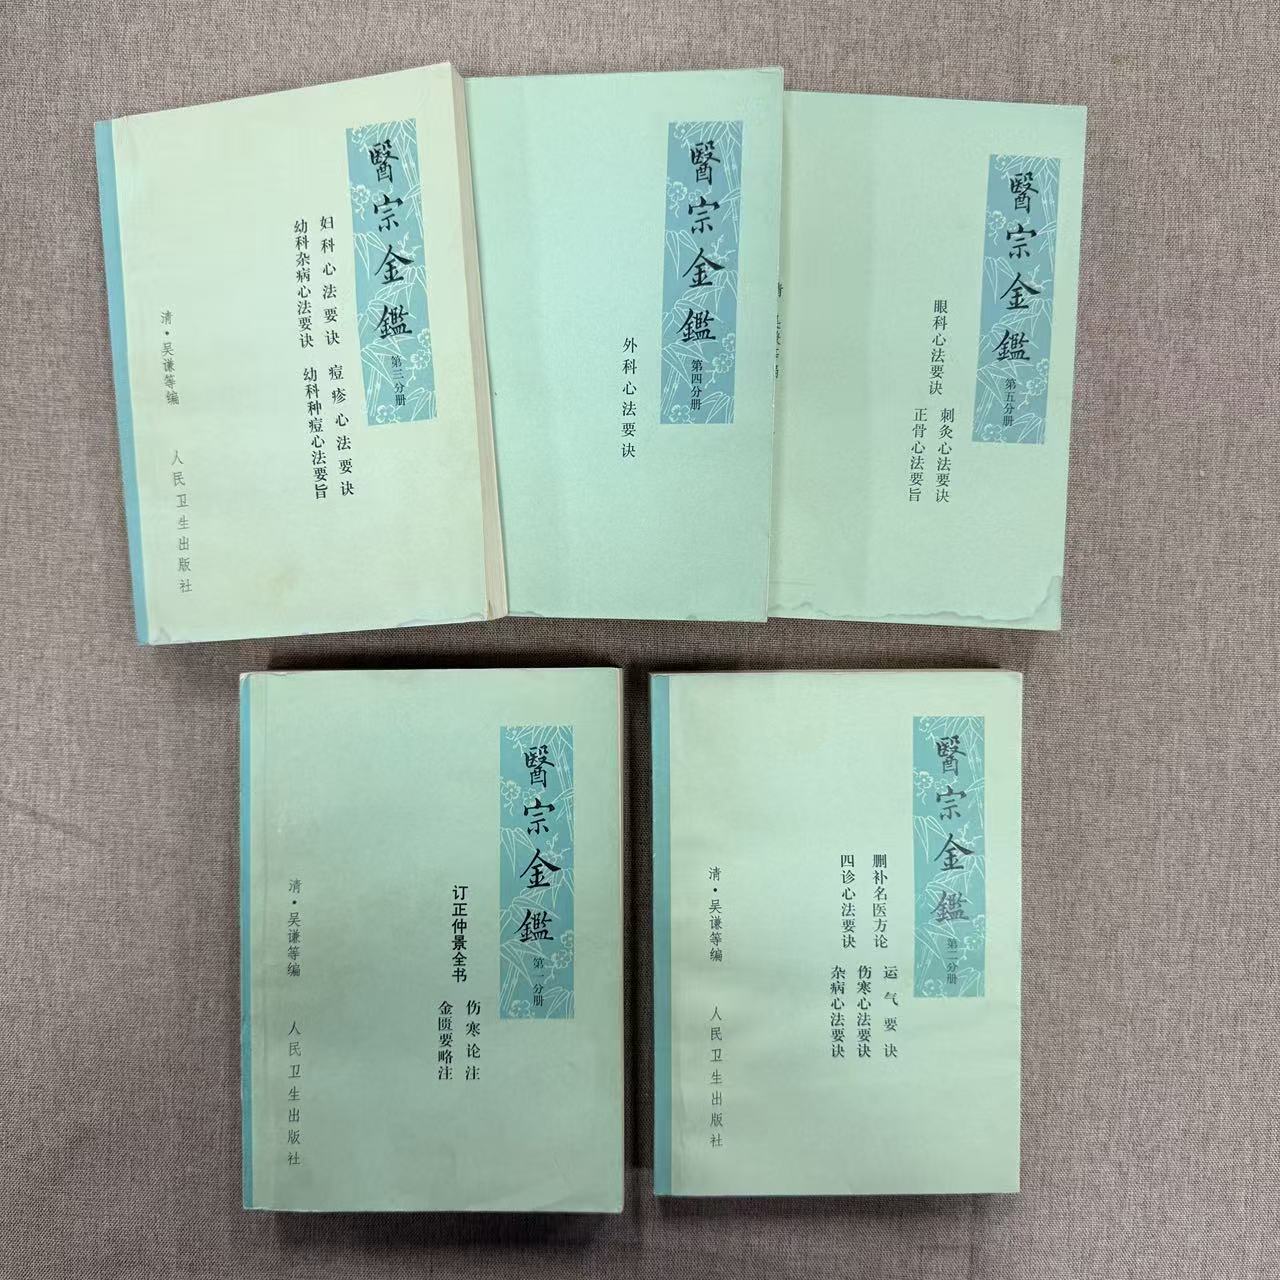 醫宗金鑑
第三分册
妇科心法要诀 痘疹心法要诀
幼科杂病心法要诀 幼科种痘心法要旨
清·吴谦等编 人民卫生出版社
醫宗金鑑
第四分册
外科心法要诀
醫宗金鑑
第五分册
眼科心法要诀
刺灸心法要诀
正骨心法要旨
醫宗金鑑
第一分册
订正仲景全书
伤寒论注
金匮要略注
清·吴谦等编 人民卫生出版社
醫宗金鑑
第二分册
删补名医方论
四诊心法要诀
运气要诀
伤寒心法要诀
杂病心法要诀
清·吴谦等编 人民卫生出版社